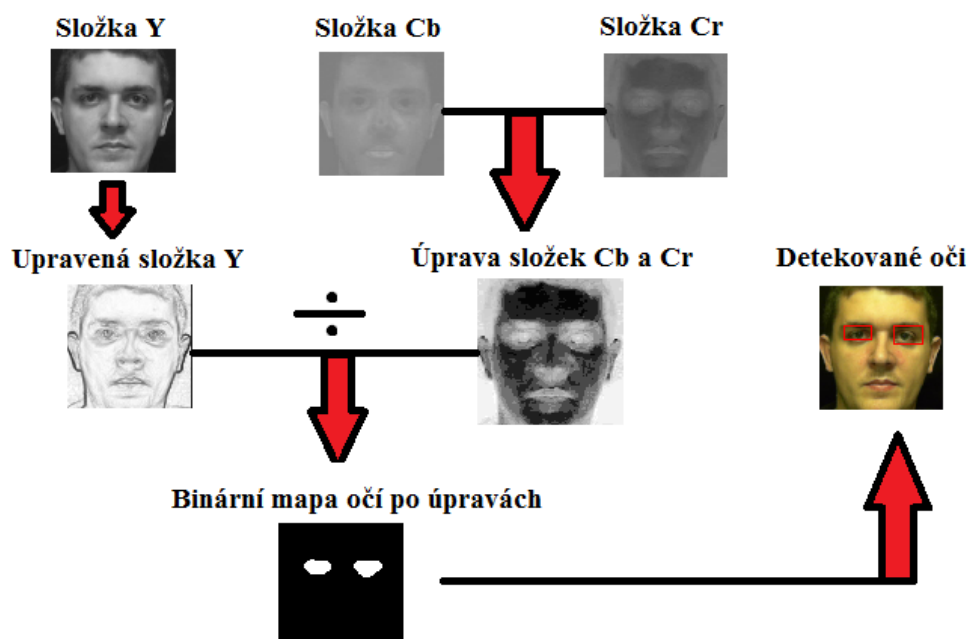 Složka Y
Složka Cb
Složka Cr
Upravená složka Y
Úprava složek Cb a Cr
Detekované oči
Binární mapa očí po úpravách